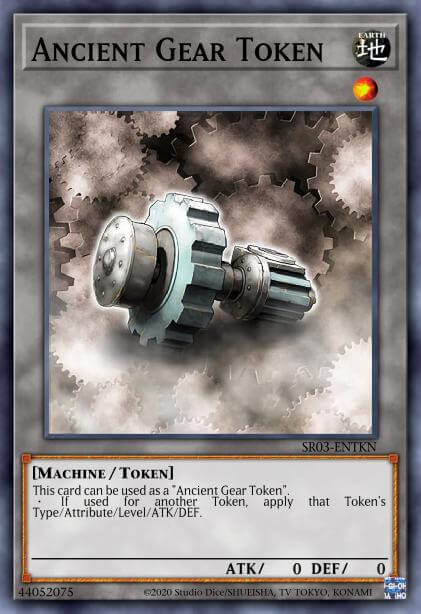 ANCIENT GEAR TOKEN
EARTH
地
SR03-ENTKN
[MACHINE / TOKEN]
This card can be used as a "Ancient Gear Token".
· If used for another Token, apply that Token's
Type/Attribute/Level/ATK/DEF.
ATK/ 0 DEF/ 0
44052075
©2020 Studio Dice/SHUEISHA, TV TOKYO, KONAMI